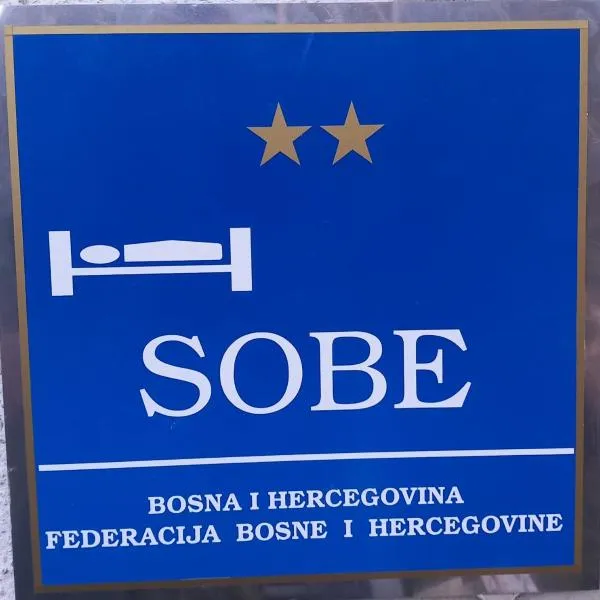 SOBE
BOSNA I HERCEGOVINA
FEDERACIJA BOSNE I HERCEGOVINE